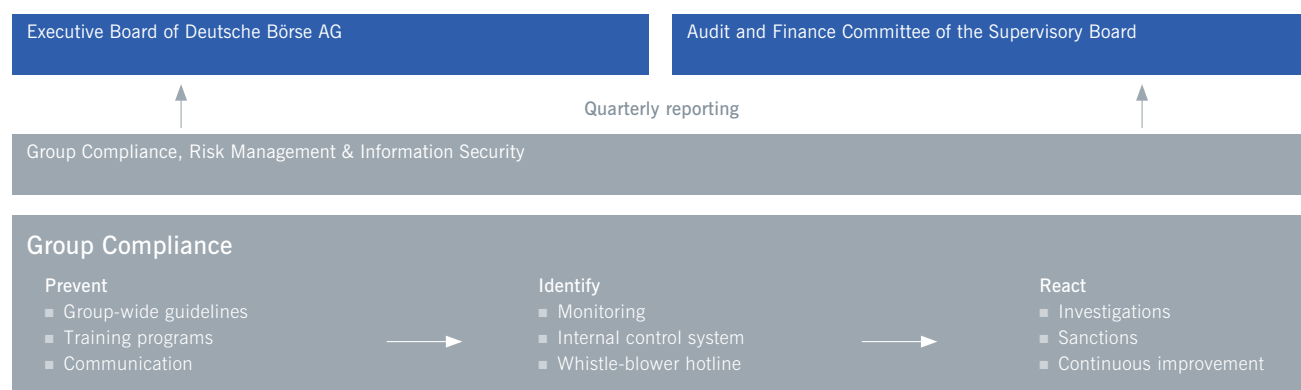 Executive Board of Deutsche Börse AG
Audit and Finance Committee of the Supervisory Board
Quarterly reporting
Group Compliance, Risk Management & Information Security
Group Compliance
Prevent
Group-wide guidelines
Training programs
Communication
Identify
Monitoring
Internal control system
Whistle-blower hotline
React
Investigations
Sanctions
Continuous improvement